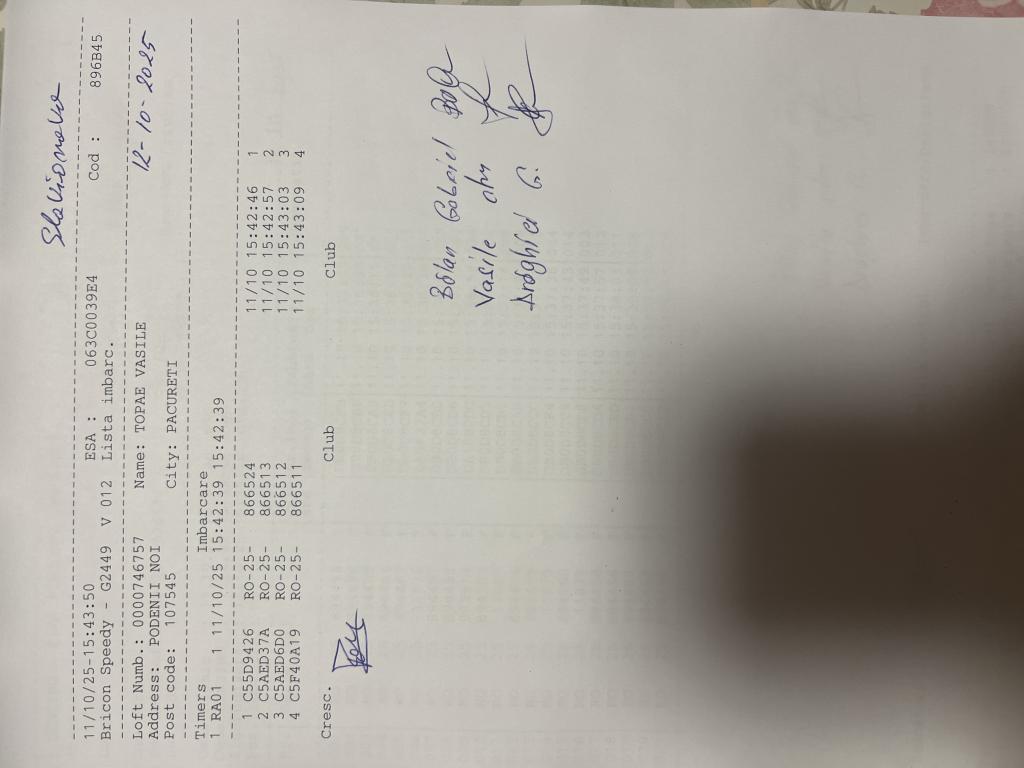 Slatioara
--------------------------------------------------------------------------------
11/10/25-15:43:50 ESA : 063C0039E4 Cod : 896B45
Bricon Speedy - G2449 V 012 Lista imbarc.
--------------------------------------------------------------------------------
Loft Numb.: 0000746757 Name: TOPAE VASILE 12-10-2025
Address: PODENII NOI
Post code: 107545 City: PACURETI
--------------------------------------------------------------------------------
Timers Imbarcare
1 RA01 1 11/10/25 15:42:39 15:42:39
--------------------------------------------------------------------------------
1 C55D9426 RO-25- 866524 11/10 15:42:46 1
2 C5AED37A RO-25- 866513 11/10 15:42:57 2
3 C5AED6D0 RO-25- 866512 11/10 15:43:03 3
4 C5F40A19 RO-25- 866511 11/10 15:43:09 4
Cresc. Club Club
Bălan Gabriel
Vasile
Drăghici G.